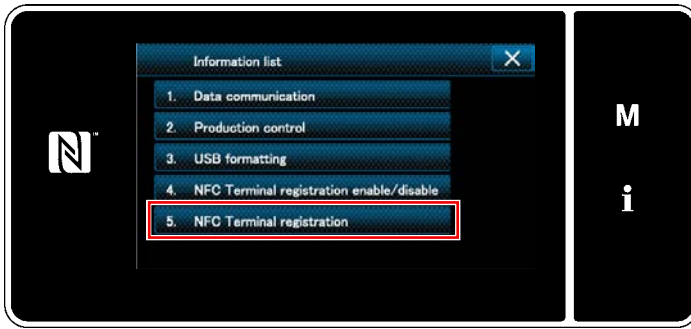 Information list
1. Data communication
2. Production control
3. USB formatting
4. NFC Terminal registration enable/disable
5. NFC Terminal registration
N™
M
i